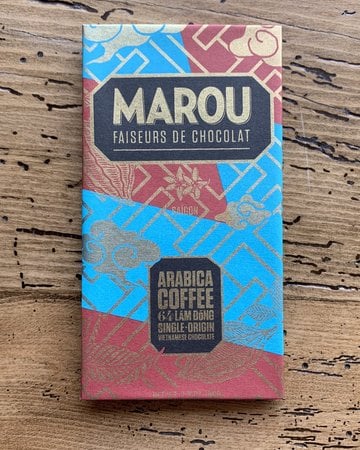 MAROU
FAISEURS DE CHOCOLAT
SAIGON
ARABICA
COFFEE
64 LÂM ĐỒNG
SINGLE-ORIGIN
VIETNAMESE CHOCOLATE